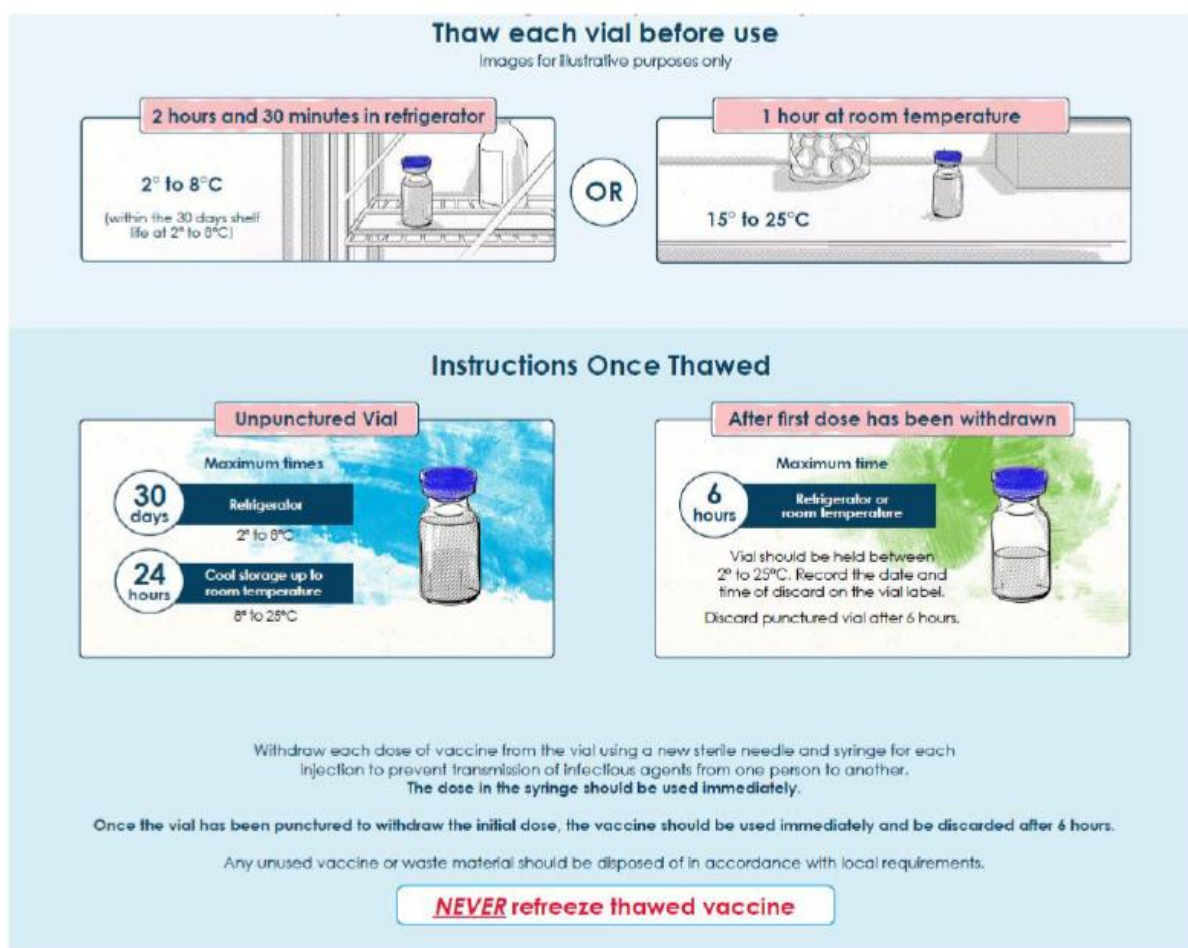 Thaw each vial before use
Images for illustrative purposes only
2 hours and 30 minutes in refrigerator
2° to 8°C
(within the 30 days shelf
life at 2° to 8°C)
OR
1 hour at room temperature
15° to 25°C
Instructions Once Thawed
Unpunctured Vial
Maximum times
30
days
Refrigerator
2° to 8°C
24
hours
Cool storage up to
room temperature
8° to 25°C
After first dose has been withdrawn
Maximum time
6
hours
Refrigerator or
room temperature
Vial should be held between
2° to 25°C. Record the date and
time of discard on the vial label.
Discard punctured vial after 6 hours.
Withdraw each dose of vaccine from the vial using a new sterile needle and syringe for each
injection to prevent transmission of infectious agents from one person to another.
The dose in the syringe should be used immediately.
Once the vial has been punctured to withdraw the initial dose, the vaccine should be used immediately and be discarded after 6 hours.
Any unused vaccine or waste material should be disposed of in accordance with local requirements.
NEVER refreeze thawed vaccine